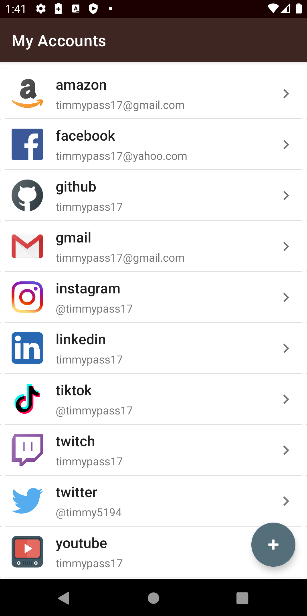 1:41
My Accounts
amazon
timmypass17@gmail.com
facebook
timmypass17@yahoo.com
github
timmypass17
gmail
timmypass17@gmail.com
instagram
@timmypass17
linkedin
timmypass17
tiktok
@timmypass17
twitch
timmypass17
twitter
@timmy5194
youtube
timmypass17